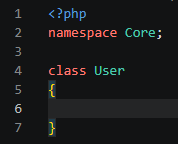 1 <?php
2 namespace Core;
3
4 class User
5 {
6
7 }